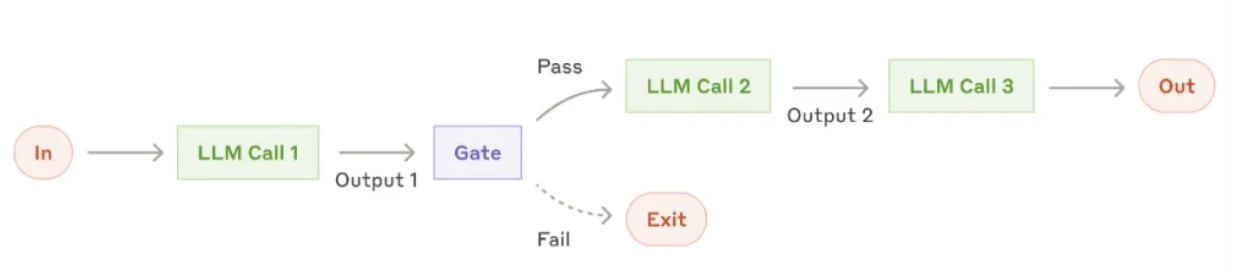 In
LLM Call 1
Output 1
Gate
Pass
LLM Call 2
Output 2
LLM Call 3
Out
Fail
Exit